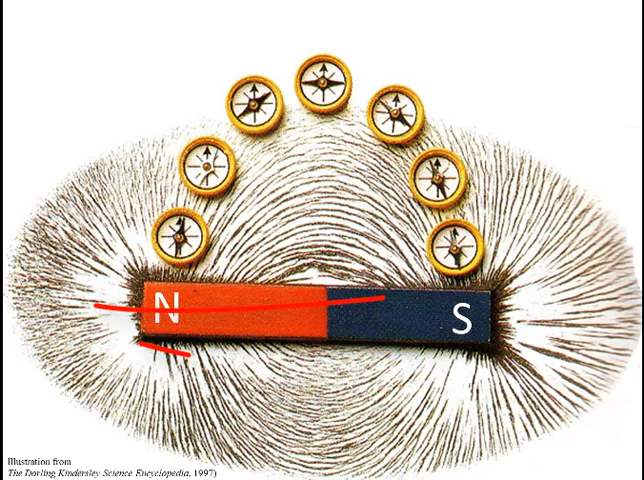 N
S
Illustration from
The Dorling Kindersley Science Encyclopedia, 1997)